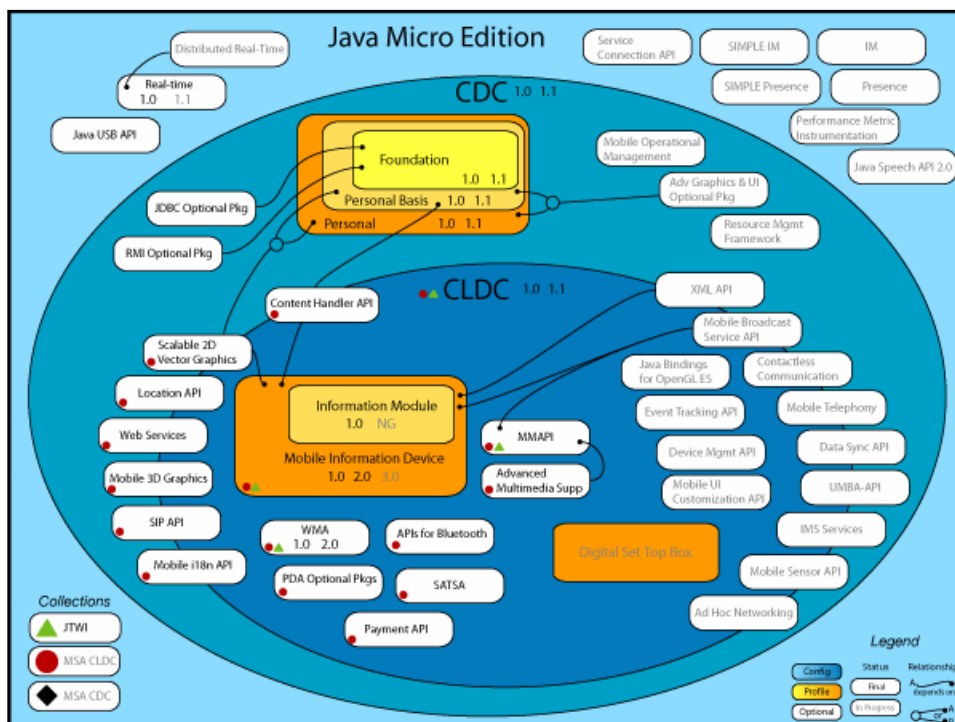 Java Micro Edition
Distributed Real-Time
Real-time
1.0 1.1
Java USB API
Service
Connection API
SIMPLE IM
IM
SIMPLE Presence
Presence
Performance Metric
Instrumentation
Java Speech API 2.0
CDC 1.0 1.1
Foundation
1.0 1.1
Personal Basis 1.0 1.1
Personal 1.0 1.1
JDBC Optional Pkg
RMI Optional Pkg
Mobile Operational
Management
Adv Graphics & UI
Optional Pkg
Resource Mgmt
Framework
CLDC 1.0 1.1
Content Handler API
Scalable 2D
Vector Graphics
Location API
Web Services
Mobile 3D Graphics
SIP API
Mobile i18n API
XML API
Mobile Broadcast
Service API
Java Bindings
for OpenGL ES
Contactless
Communication
Event Tracking API
Mobile Telephony
Device Mgmt API
Data Sync API
Mobile UI
Customization API
UMBA-API
IMS Services
Mobile Sensor API
Ad Hoc Networking
Information Module
1.0 NG
Mobile Information Device
1.0 2.0 3.0
MMAPI
Advanced
Multimedia Supp
WMA
1.0 2.0
APIs for Bluetooth
PDA Optional Pkgs
SATSA
Payment API
Digital Set Top Box
Collections
JTWI
MSA CLDC
MSA CDC
Legend
Config
Profile
Optional
Status
Final
In Progress
Relationship
A
depends on
or
A